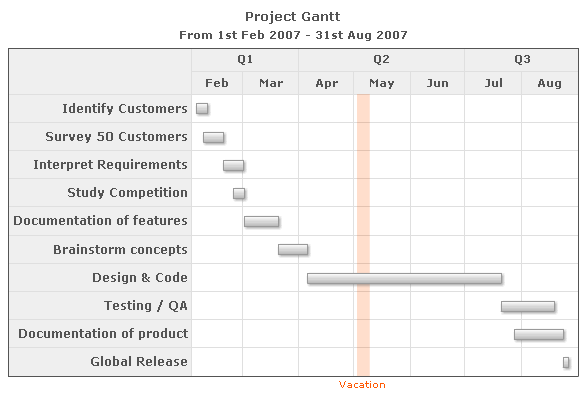 Project Gantt
From 1st Feb 2007 - 31st Aug 2007
Q1 Q2 Q3
Feb Mar Apr May Jun Jul Aug
Identify Customers
Survey 50 Customers
Interpret Requirements
Study Competition
Documentation of features
Brainstorm concepts
Design & Code
Testing / QA
Documentation of product
Global Release
Vacation